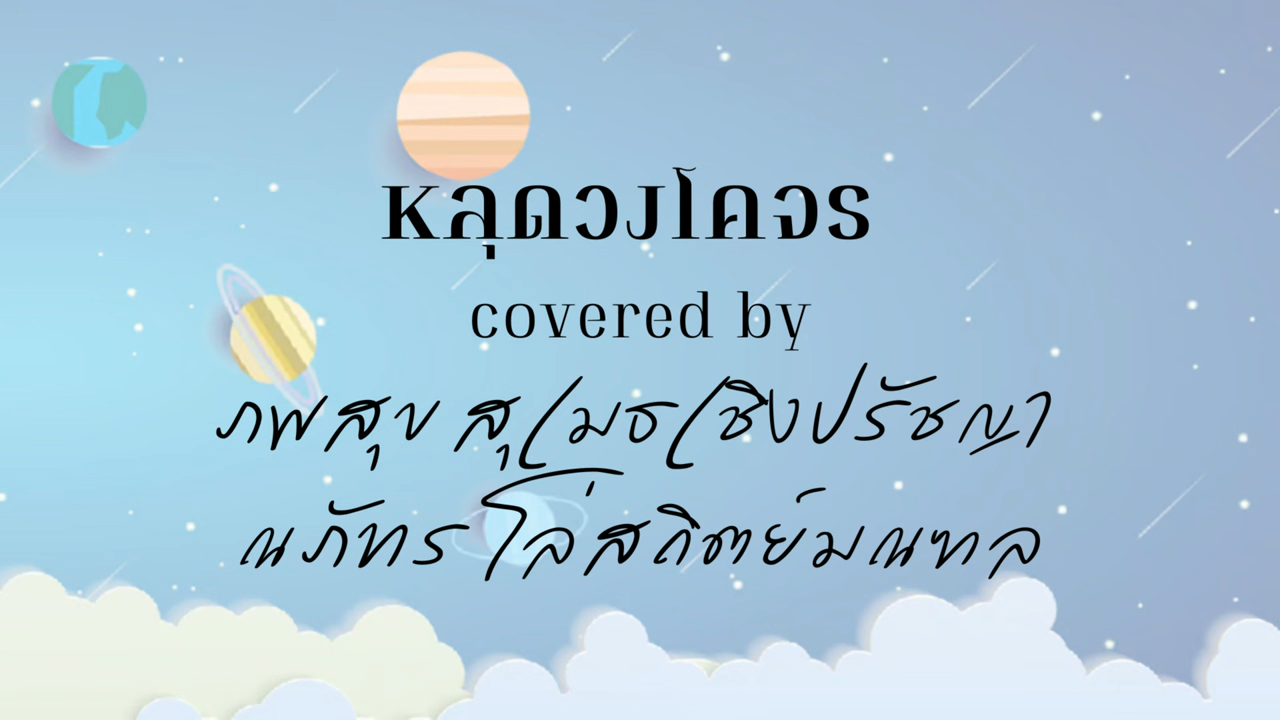 หลุดวงโคจร
covered by
ภพสุข สุเมธเชิงปรัชญา
ณภัทร โล่สถิตย์มณฑล